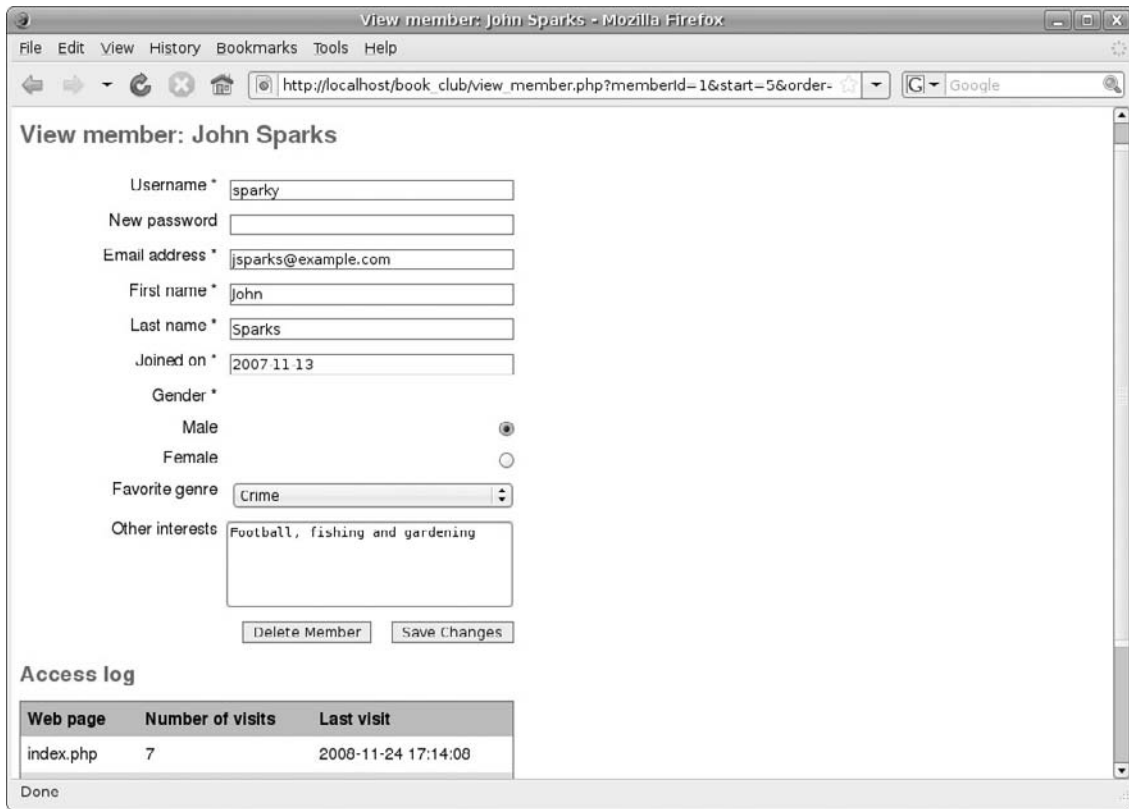 View member: John Sparks - Mozilla Firefox
File Edit View History Bookmarks Tools Help
http://localhost/book_club/view_member.php?memberId=1&start=5&order-
G Google
View member: John Sparks
Username * sparky
New password
Email address * jsparks@example.com
First name * John
Last name * Sparks
Joined on * 2007-11-13
Gender *
Male
Female
Favorite genre Crime
Other interests Football, fishing and gardening
Delete Member Save Changes
Access log
Web page Number of visits Last visit
index.php 7 2008-11-24 17:14:08
Done